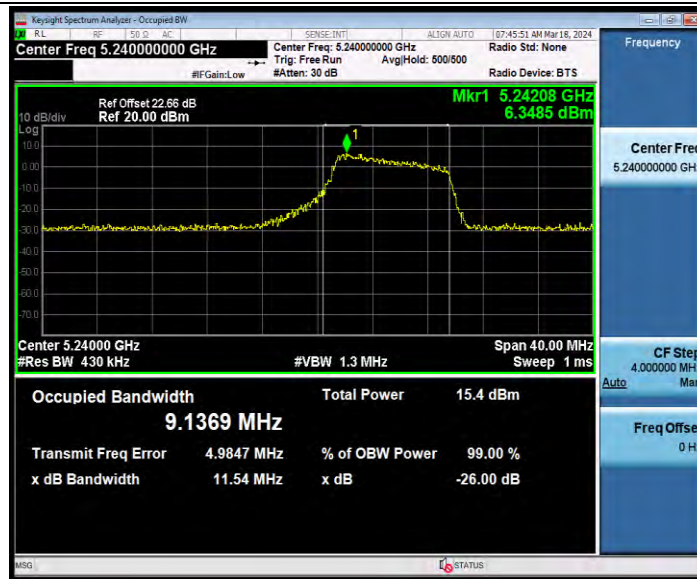 Keysight Spectrum Analyzer - Occupied BW
LXI RL RF 50 Ω AC SENSE:INT ALIGN AUTO 07:45:51 AM Mar 18, 2024
Center Freq 5.240000000 GHz
Center Freq: 5.240000000 GHz
Radio Std: None
Trig: Free Run Avg|Hold: 500/500
#IFGain:Low #Atten: 30 dB Radio Device: BTS
Frequency
Mkr1 5.24208 GHz
6.3485 dBm
Ref Offset 22.66 dB
10 dB/div Ref 20.00 dBm
Log
1
10.0
0.00
-10.0
-20.0
-30.0
-40.0
-50.0
-60.0
-70.0
Center Freq
5.240000000 GHz
Center 5.24000 GHz Span 40.00 MHz
#Res BW 430 kHz #VBW 1.3 MHz Sweep 1 ms
CF Step
4.000000 MH
Auto Man
Occupied Bandwidth Total Power 15.4 dBm
9.1369 MHz
Transmit Freq Error 4.9847 MHz % of OBW Power 99.00 %
x dB Bandwidth 11.54 MHz x dB -26.00 dB
Freq Offse
0 H
MSG STATUS